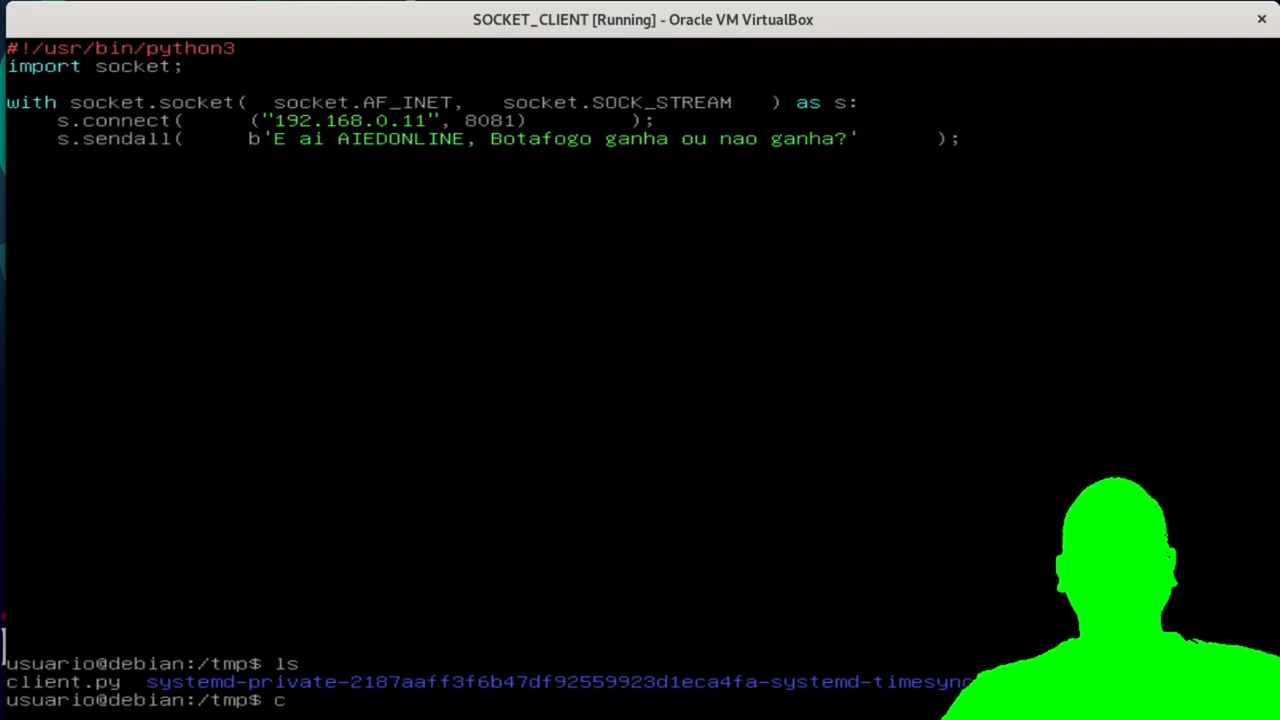 SOCKET_CLIENT [Running] - Oracle VM VirtualBox
#!/usr/bin/python3
import socket;
with socket.socket( socket.AF_INET, socket.SOCK_STREAM ) as s:
s.connect( ("192.168.0.11", 8081) );
s.sendall( b'E ai AIEDONLINE, Botafogo ganha ou nao ganha?' );
usuario@debian:/tmp$ ls
client.py systemd-private-2187aaff3f6b47df92559923d1eca4fa-systemd-timesync
usuario@debian:/tmp$ c